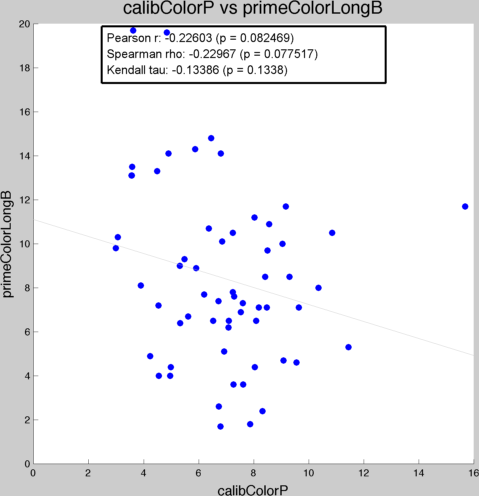 calibColorP vs primeColorLongB
Pearson r: -0.22603 (p = 0.082469)
Spearman rho: -0.22967 (p = 0.077517)
Kendall tau: -0.13386 (p = 0.1338)
primeColorLongB
20
18
16
14
12
10
8
6
4
2
0
0 2 4 6 8 10 12 14 16
calibColorP